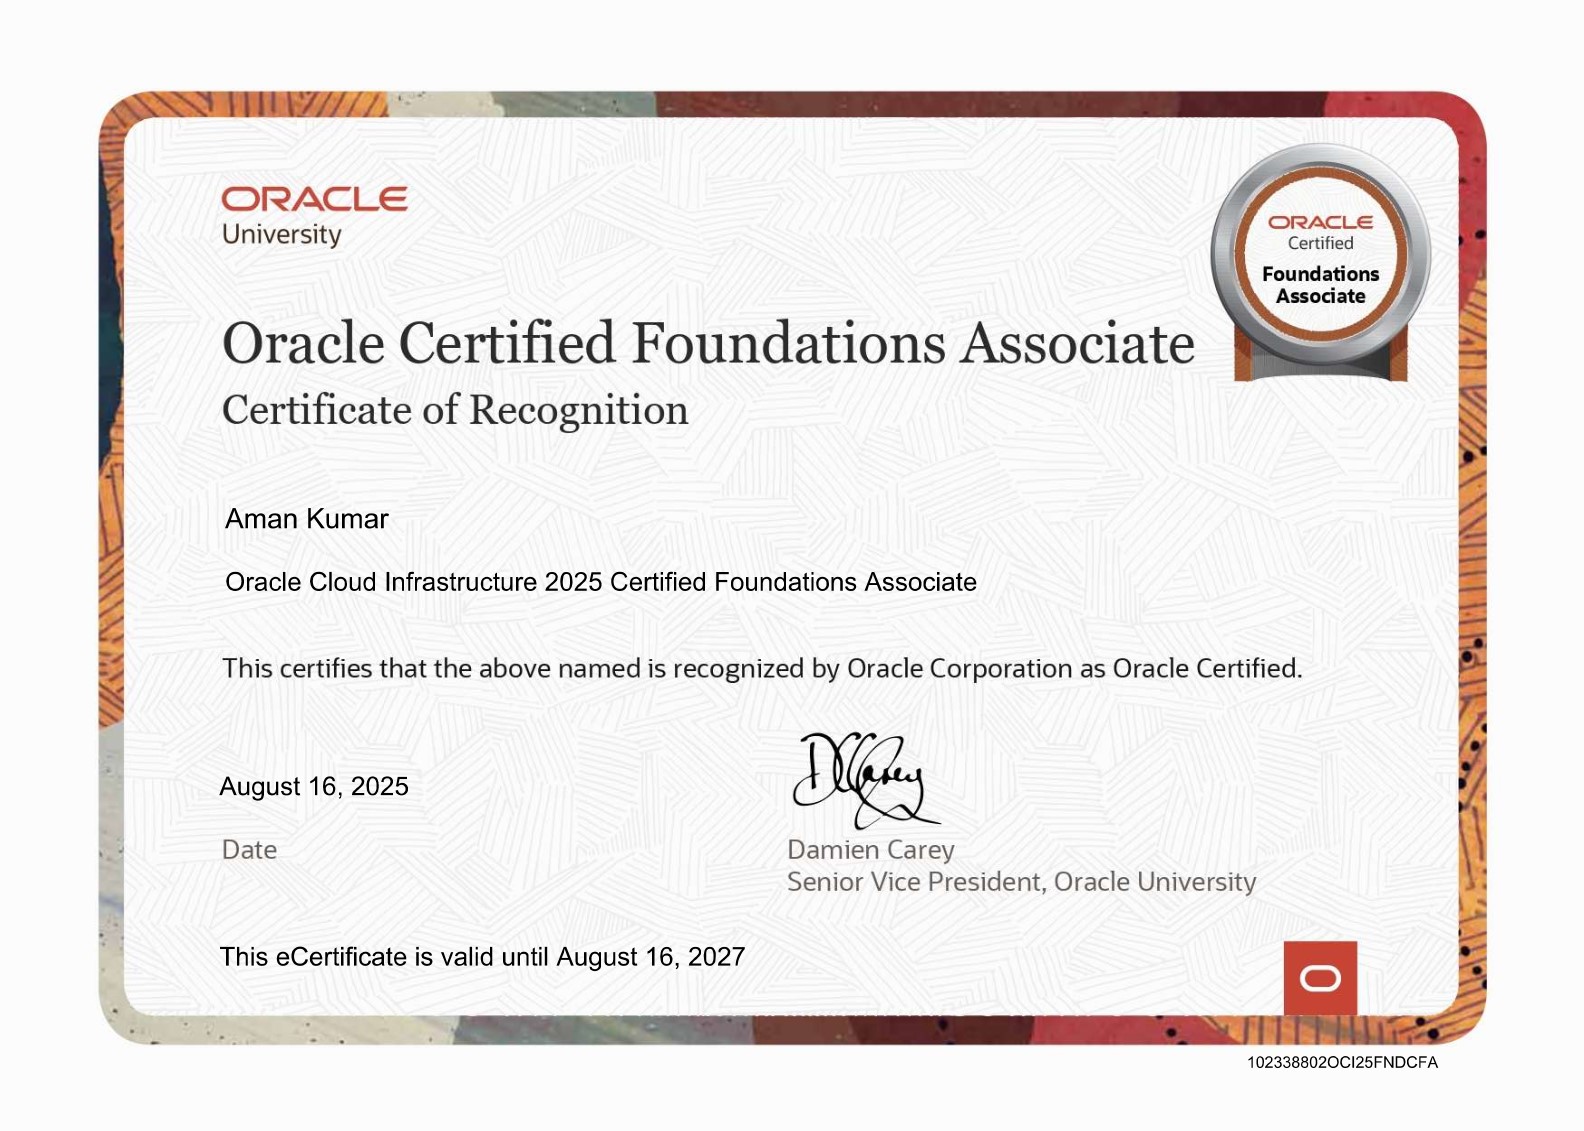 ORACLE
University
ORACLE
Certified
Foundations
Associate
Oracle Certified Foundations Associate
Certificate of Recognition
Aman Kumar
Oracle Cloud Infrastructure 2025 Certified Foundations Associate
This certifies that the above named is recognized by Oracle Corporation as Oracle Certified.
August 16, 2025
DCCarey
Date
Damien Carey
Senior Vice President, Oracle University
This eCertificate is valid until August 16, 2027
102338802OCI25FNDCFA